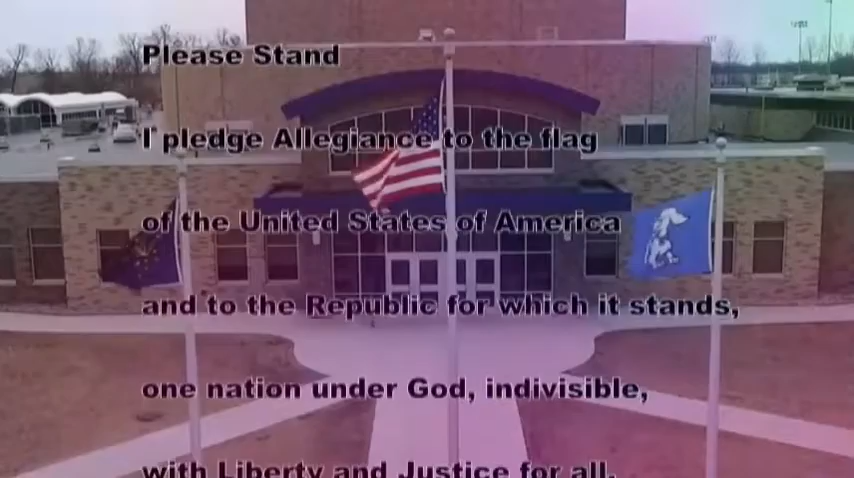 Please Stand
I pledge Allegiance to the flag
of the United States of America
and to the Republic for which it stands,
one nation under God, indivisible,
with Liberty and Justice for all.